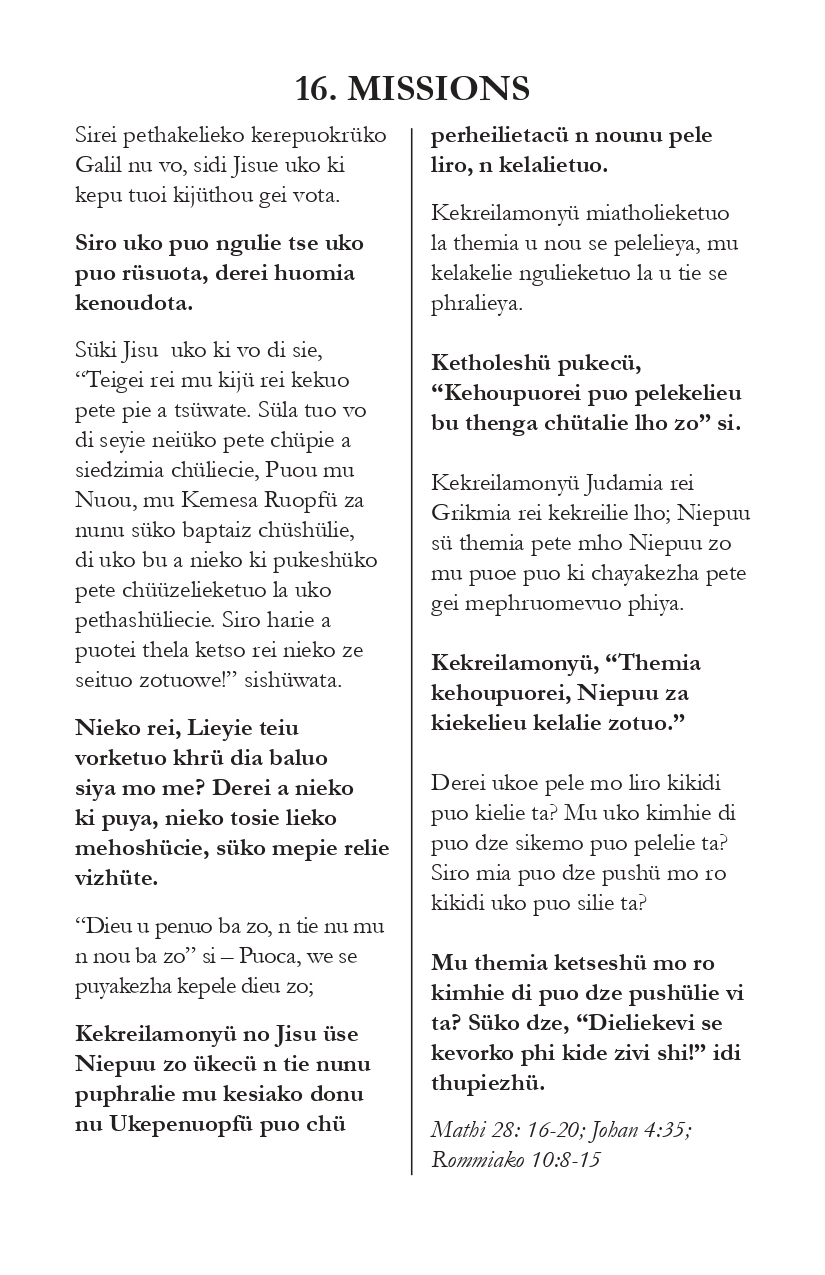 16. MISSIONS
Sirei pethakelieko kerepuokrüko
Galil nu vo, sidi Jisue uko ki
kepu tuoi kijüthou gei vota.
Siro uko puo ngulie tse uko
puo rüsuota, derei huomia
kenoudota.
Süki Jisu  uko ki vo di sie,
“Teigei rei mu kijü rei kekuo
pete pie a tsüwate. Süla tuo vo
di seyie neiüko pete chüpie a
siedzimia chüliecie, Puou mu
Nuou, mu Kemesa Ruopfü za
nunu süko baptaiz chüshülie,
di uko bu a nieko ki pukeshüko
pete chüüzelieketuo la uko
pethashüliecie. Siro harie a
puotei thela ketso rei nieko ze
seituo zotuowe!” sishüwata.
Nieko rei, Lieyie teiu
vorketuo khrü dia baluo
siya mo me? Derei a nieko
ki puya, nieko tosie lieko
mehoshücie, süko mepie relie
vizhüte.
“Dieu u penuo ba zo, n tie nu mu
n nou ba zo” si – Puoca, we se
puyakezha kepele dieu zo;
Kekreilamonyü no Jisu üse
Niepuu zo ükecü n tie nunu
puphralie mu kesiako donu
nu Ukepenuopfü puo chü
perheilietacü n nounu pele
liro, n kelalietuo.
Kekreilamonyü miatholieketuo
la themia u nou se pelelieya, mu
kelakelie ngulieketuo la u tie se
phralieya.
Ketholeshü pukecü,
“Kehoupuorei puo pelekelieu
bu thenga chütalie lho zo” si.
Kekreilamonyü Judamia rei
Grikmia rei kekreilie lho; Niepuu
sü themia pete mho Niepuu zo
mu puoe puo ki chayakezha pete
gei mephruomevuo phiya.
Kekreilamonyü, “Themia
kehoupuorei, Niepuu za
kiekelieu kelalie zotuo.”
Derei ukoe pele mo liro kikidi
puo kielie ta? Mu uko kimhie di
puo dze sikemo puo pelelie ta?
Siro mia puo dze pushü mo ro
kikidi uko puo silie ta?
Mu themia ketseshü mo ro
kimhie di puo dze pushülie vi
ta? Süko dze, “Dieliekevi se
kevorko phi kide zivi shi!” idi
thupiezhü.
Mathi 28: 16-20; Johan 4:35;
Rommiako 10:8-15